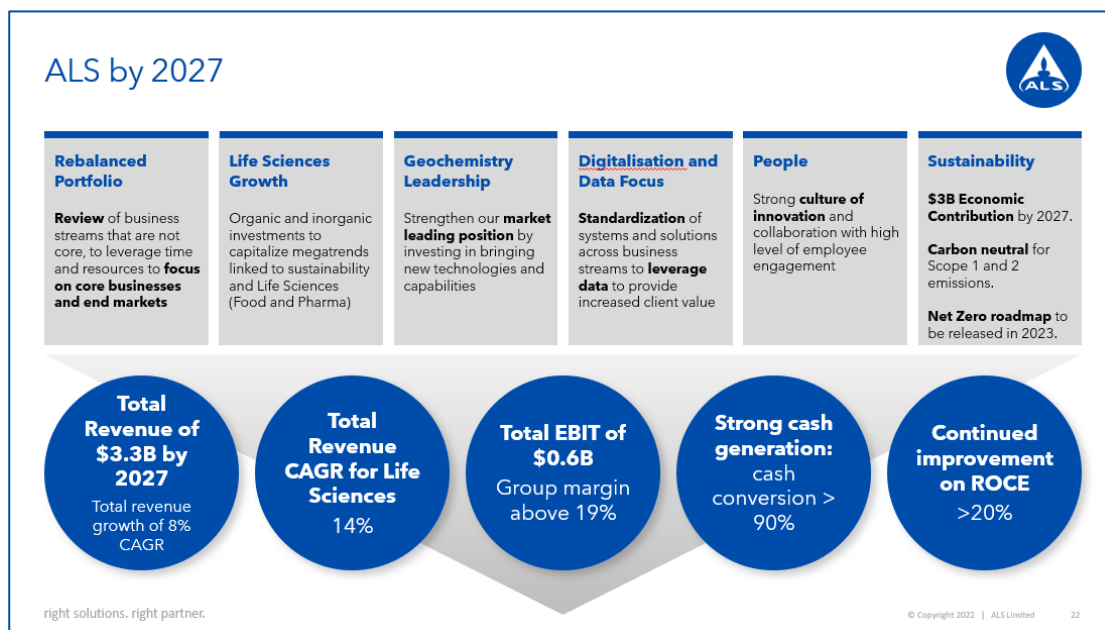 ALS by 2027
ALS
Rebalanced
Portfolio
Review of business
streams that are not
core, to leverage time
and resources to focus
on core businesses
and end markets
Life Sciences
Growth
Organic and inorganic
investments to
capitalize megatrends
linked to sustainability
and Life Sciences
(Food and Pharma)
Geochemistry
Leadership
Strengthen our market
leading position by
investing in bringing
new technologies and
capabilities
Digitalisation and
Data Focus
Standardization of
systems and solutions
across business
streams to leverage
data to provide
increased client value
People
Strong culture of
innovation and
collaboration with high
level of employee
engagement
Sustainability
$3B Economic
Contribution by 2027.
Carbon neutral for
Scope 1 and 2
emissions.
Net Zero roadmap to
be released in 2023.
Total
Revenue of
$3.3B by
2027
Total revenue
growth of 8%
CAGR
Total
Revenue
CAGR for Life
Sciences
14%
Total EBIT of
$0.6B
Group margin
above 19%
Strong cash
generation:
cash
conversion >
90%
Continued
improvement
on ROCE
>20%
right solutions. right partner.
© Copyright 2022 | ALS Limited 22